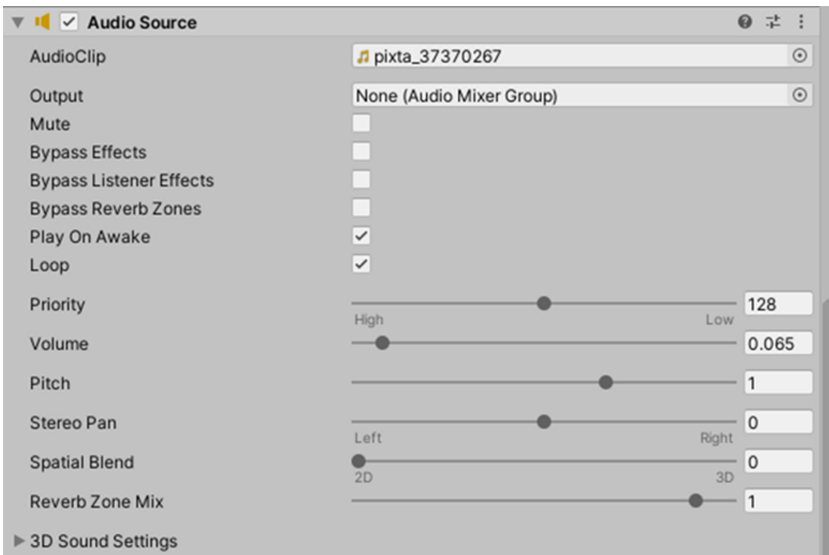 Audio Source
AudioClip pixta_37370267
Output None (Audio Mixer Group)
Mute
Bypass Effects
Bypass Listener Effects
Bypass Reverb Zones
Play On Awake
Loop
Priority 128
High Low
Volume 0.065
Pitch 1
Stereo Pan 0
Left Right
Spatial Blend 0
2D 3D
Reverb Zone Mix 1
3D Sound Settings